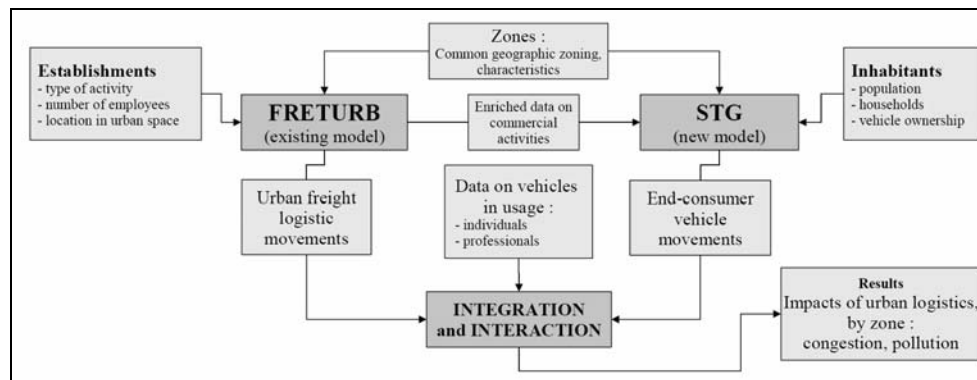 Zones :
Common geographic zoning,
characteristics
Establishments
- type of activity
- number of employees
- location in urban space
Inhabitants
- population
- households
- vehicle ownership
FRETURB
(existing model)
Enriched data on
commercial
activities
STG
(new model)
Urban freight
logistic
movements
Data on vehicles
in usage :
- individuals
- professionals
End-consumer
vehicle
movements
INTEGRATION
and INTERACTION
Results
Impacts of urban logistics,
by zone :
congestion, pollution